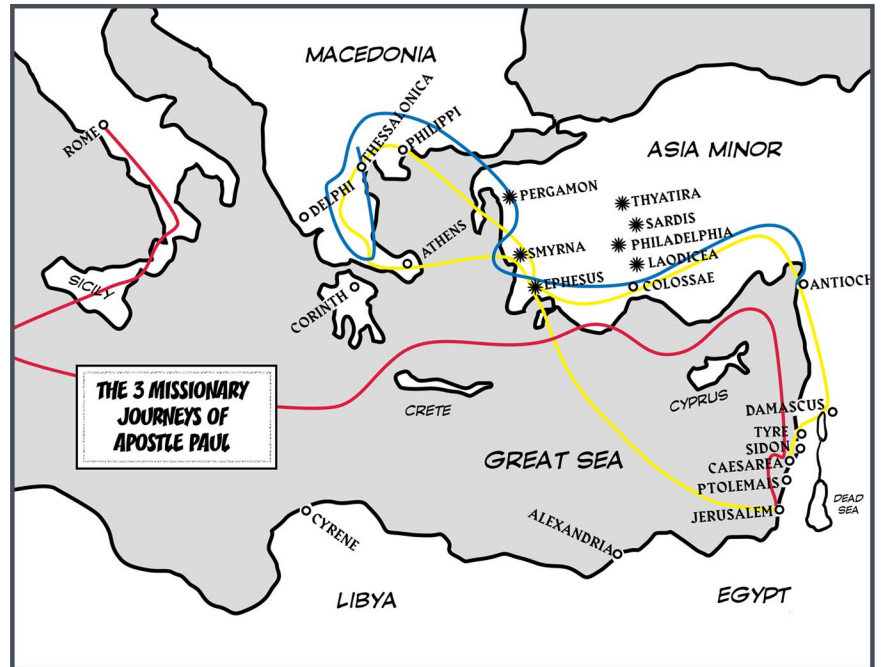 MACEDONIA
THESSALONICA
PHILIPPI
ROME
ASIA MINOR
DELPHI
PERGAMON
THYATIRA
SARDIS
ATHENS
PHILADELPHIA
SMYRNA
LAODICEA
SICILY
EPHESUS
COLOSSAE
ANTIOCH
CORINTH
THE 3 MISSIONARY
JOURNEYS OF
APOSTLE PAUL
CRETE
CYPRUS
DAMASCUS
TYRE
SIDON
GREAT SEA
CAESAREA
PTOLEMAIS
DEAD
SEA
JERUSALEM
CYRENE
ALEXANDRIA
LIBYA
EGYPT